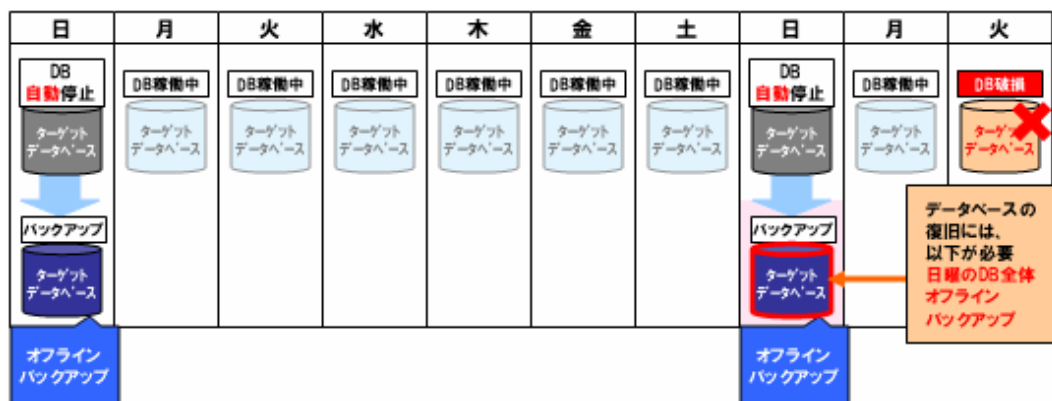 日 月 火 水 木 金 土 日 月 火
DB
自動停止
DB稼働中
DB稼働中
DB稼働中
DB稼働中
DB稼働中
DB稼働中
DB
自動停止
DB稼働中
DB破損
ターゲット
データベース
ターゲット
データベース
ターゲット
データベース
ターゲット
データベース
ターゲット
データベース
ターゲット
データベース
ターゲット
データベース
ターゲット
データベース
ターゲット
データベース
ターゲット
データベース
バックアップ
ターゲット
データベース
バックアップ
ターゲット
データベース
データベースの
復旧には、
以下が必要
日曜のDB全体
オフライン
バックアップ
オフライン
バックアップ
オフライン
バックアップ